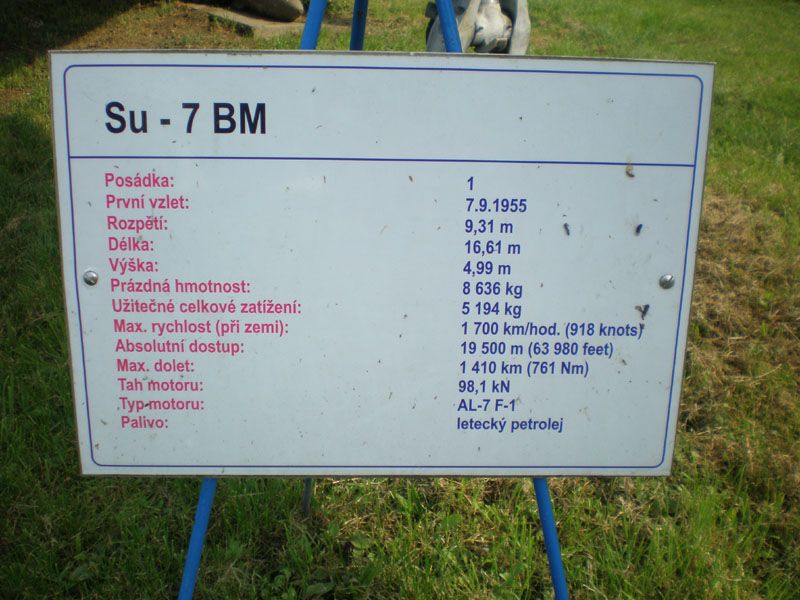 Su - 7 BM
Posádka: 1
První vzlet: 7.9.1955
Rozpětí: 9,31 m
Délka: 16,61 m
Výška: 4,99 m
Prázdná hmotnost: 8 636 kg
Užitečné celkové zatížení: 5 194 kg
Max. rychlost (při zemi): 1 700 km/hod. (918 knots)
Absolutní dostup: 19 500 m (63 980 feet)
Max. dolet: 1 410 km (761 Nm)
Tah motoru: 98,1 kN
Typ motoru: AL-7 F-1
Palivo: letecký petrolej